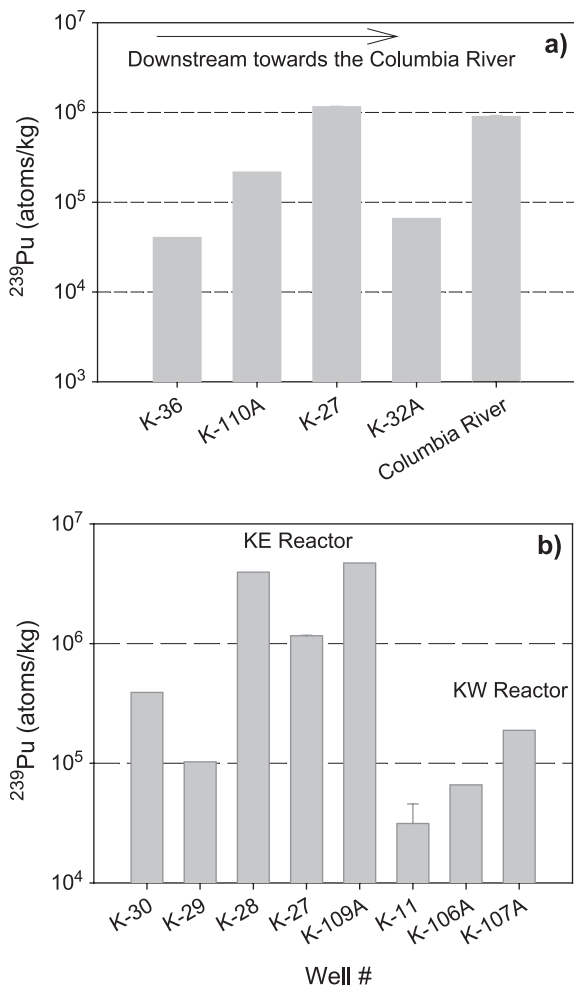 10⁷
a)
Downstream towards the Columbia River
10⁶
10⁵
10⁴
10³
²³⁹Pu (atoms/kg)
K-36
K-110A
K-27
K-32A
Columbia River
10⁷
KE Reactor
b)
10⁶
KW Reactor
10⁵
10⁴
²³⁹Pu (atoms/kg)
K-30
K-29
K-28
K-27
K-109A
K-11
K-106A
K-107A
Well #